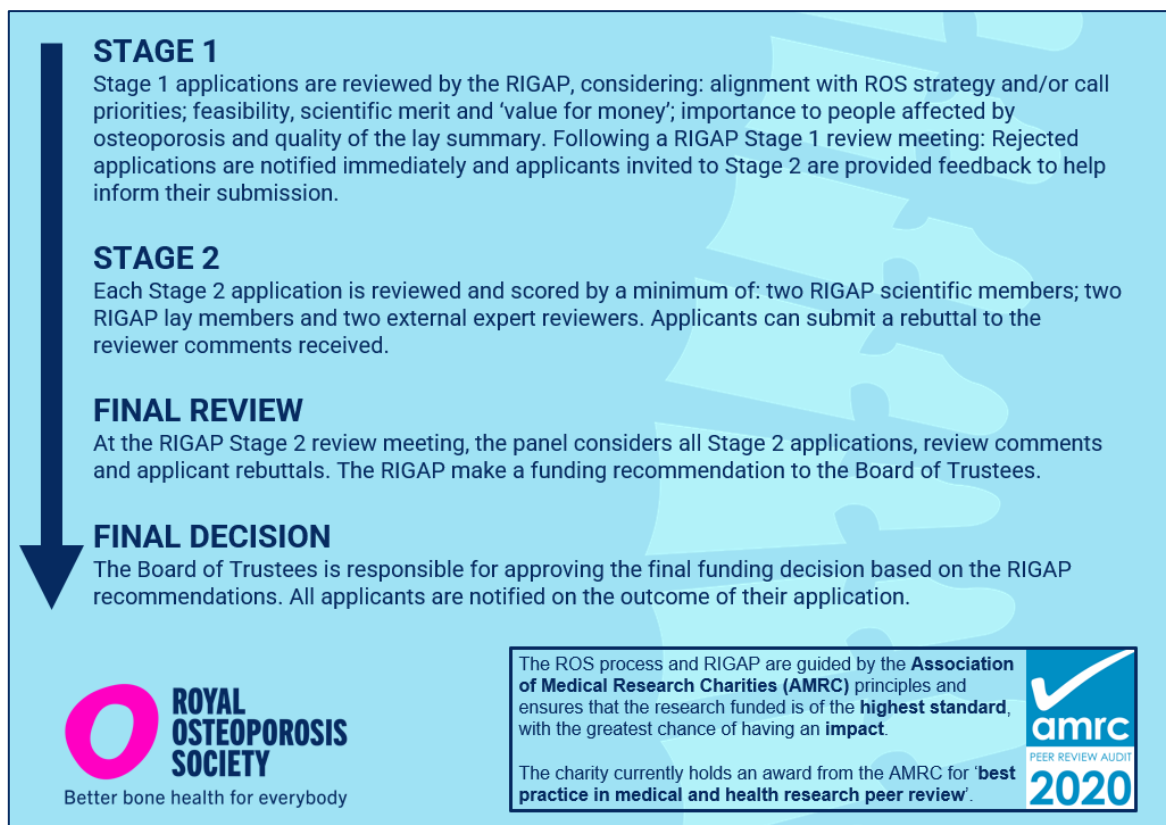 STAGE 1
Stage 1 applications are reviewed by the RIGAP, considering: alignment with ROS strategy and/or call
priorities; feasibility, scientific merit and ‘value for money’; importance to people affected by
osteoporosis and quality of the lay summary. Following a RIGAP Stage 1 review meeting: Rejected
applications are notified immediately and applicants invited to Stage 2 are provided feedback to help
inform their submission.
STAGE 2
Each Stage 2 application is reviewed and scored by a minimum of: two RIGAP scientific members; two
RIGAP lay members and two external expert reviewers. Applicants can submit a rebuttal to the
reviewer comments received.
FINAL REVIEW
At the RIGAP Stage 2 review meeting, the panel considers all Stage 2 applications, review comments
and applicant rebuttals. The RIGAP make a funding recommendation to the Board of Trustees.
FINAL DECISION
The Board of Trustees is responsible for approving the final funding decision based on the RIGAP
recommendations. All applicants are notified on the outcome of their application.
ROYAL
OSTEOPOROSIS
SOCIETY
Better bone health for everybody
The ROS process and RIGAP are guided by the Association
of Medical Research Charities (AMRC) principles and
ensures that the research funded is of the highest standard,
with the greatest chance of having an impact.
The charity currently holds an award from the AMRC for ‘best
practice in medical and health research peer review’.
amrc
PEER REVIEW AUDIT
2020